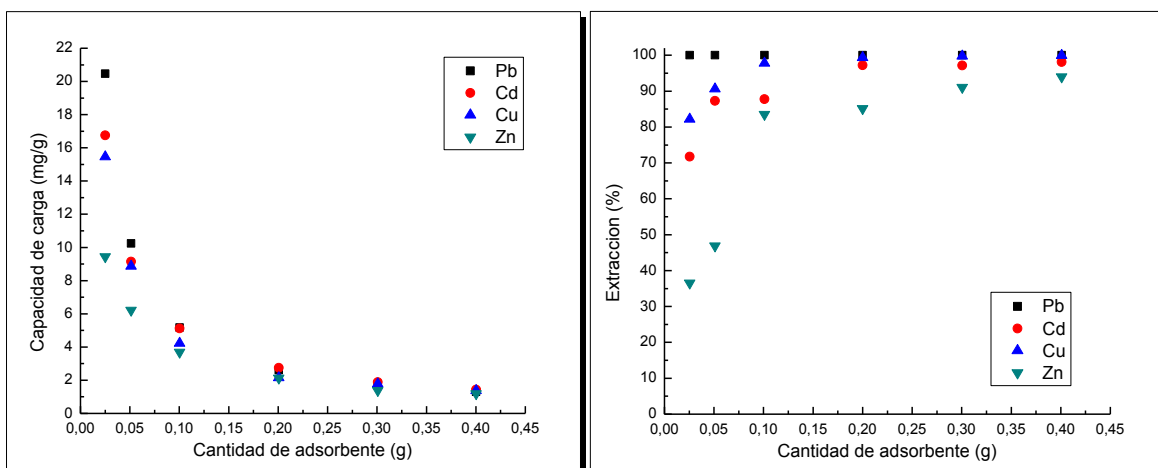 22
20
18
16
14
12
10
8
6
4
2
0
Capacidad de carga (mg/g)
Pb
Cd
Cu
Zn
0,00 0,05 0,10 0,15 0,20 0,25 0,30 0,35 0,40 0,45
Cantidad de adsorbente (g)
100
90
80
70
60
50
40
30
20
10
0
Extraccion (%)
Pb
Cd
Cu
Zn
0,00 0,05 0,10 0,15 0,20 0,25 0,30 0,35 0,40 0,45
Cantidad de adsorbente (g)